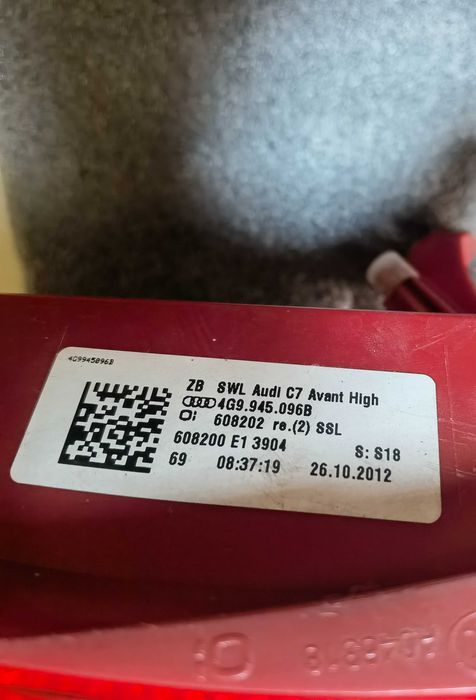 4G9945096B
ZB SWL Audi C7 Avant High
4G9.945.096B
608202 re.(2) SSL
608200 E1 3904 S: S18
69 08:37:19 26.10.2012